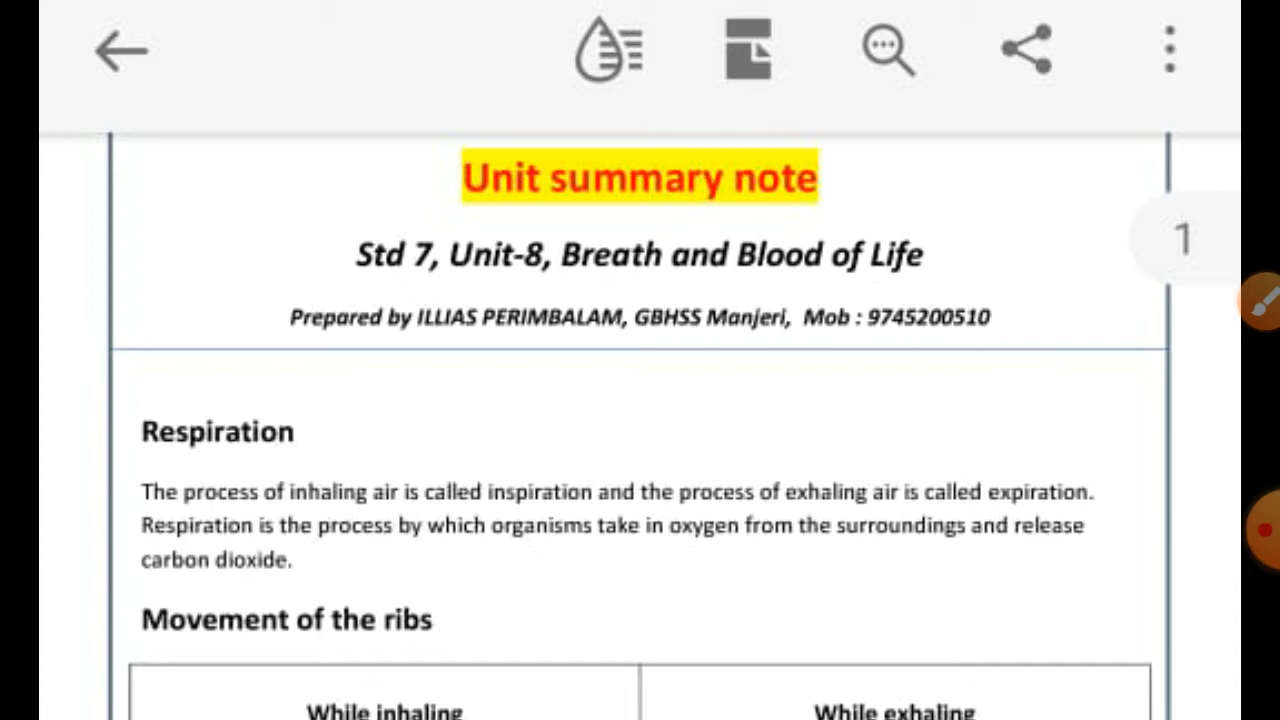 1
Unit summary note
Std 7, Unit-8, Breath and Blood of Life
Prepared by ILLIAS PERIMBALAM, GBHSS Manjeri, Mob : 9745200510
Respiration
The process of inhaling air is called inspiration and the process of exhaling air is called expiration.
Respiration is the process by which organisms take in oxygen from the surroundings and release
carbon dioxide.
Movement of the ribs
While inhaling
While exhaling